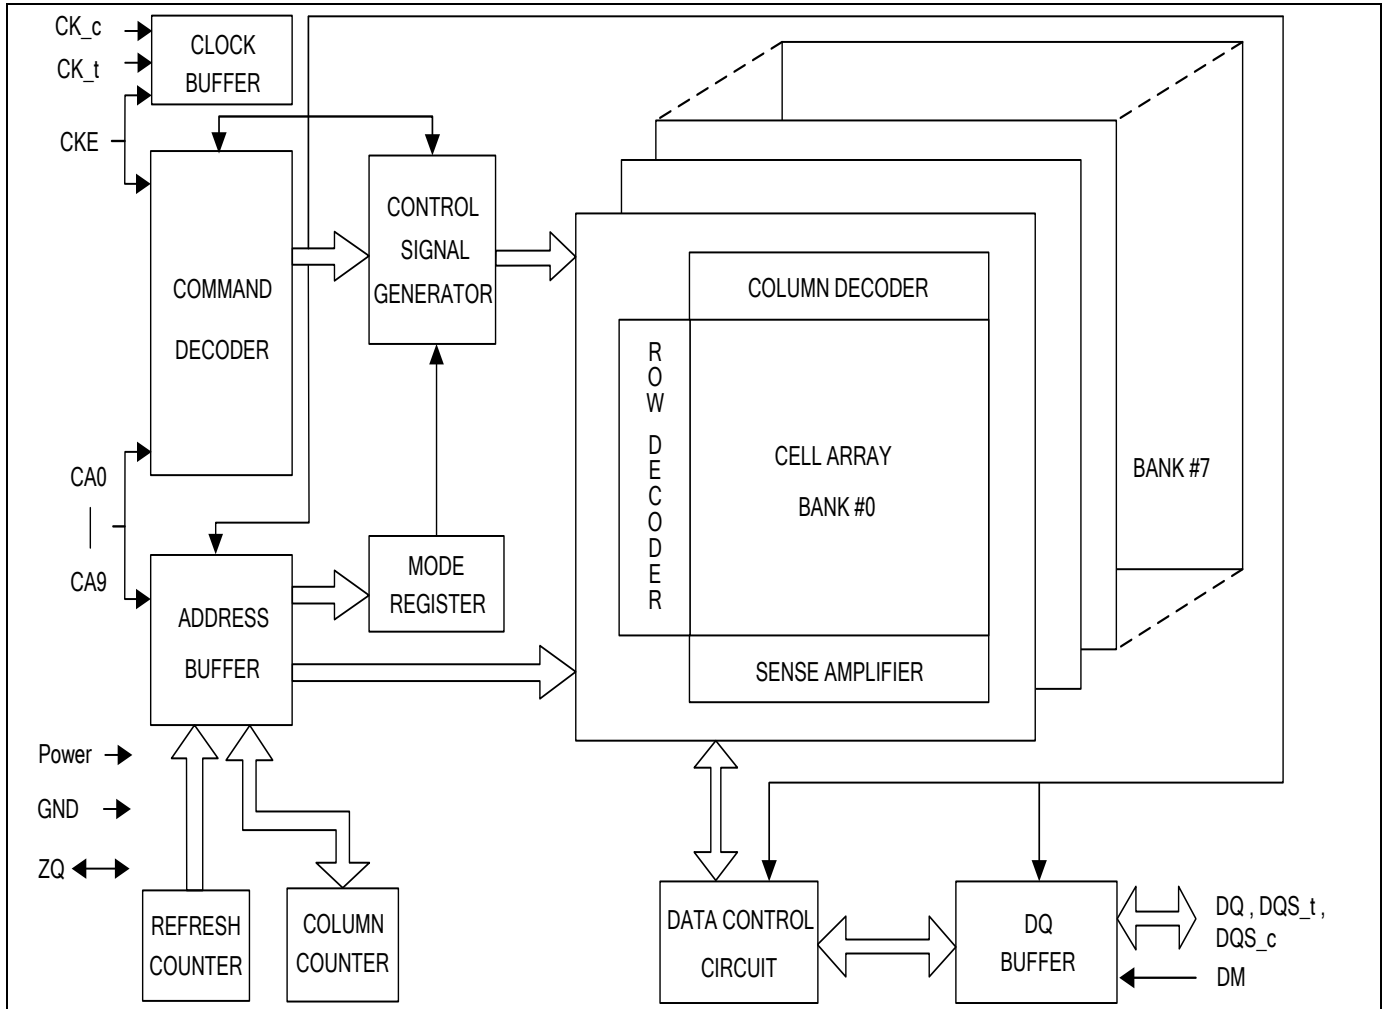 CK_c
CK_t
CKE
CLOCK
BUFFER
COMMAND
DECODER
CONTROL
SIGNAL
GENERATOR
CA0
CA9
ADDRESS
BUFFER
MODE
REGISTER
COLUMN DECODER
ROW DECODER
CELL ARRAY
BANK #0
SENSE AMPLIFIER
BANK #7
Power
GND
ZQ
REFRESH
COUNTER
COLUMN
COUNTER
DATA CONTROL
CIRCUIT
DQ
BUFFER
DQ , DQS_t ,
DQS_c
DM